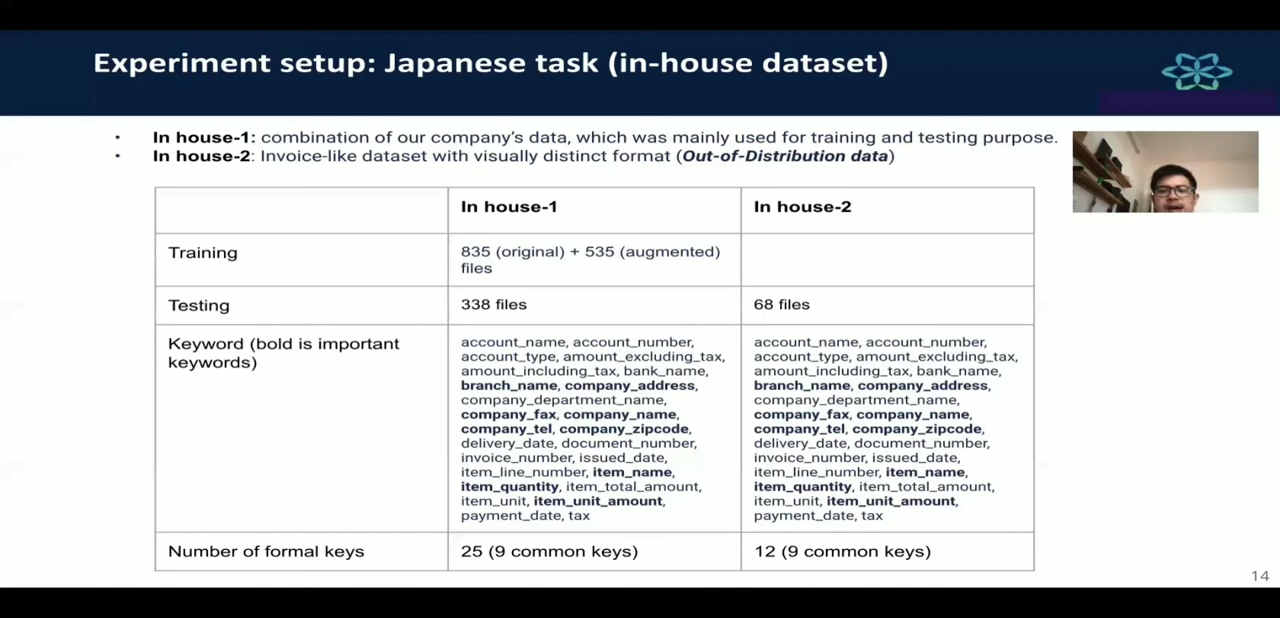 Experiment setup: Japanese task (in-house dataset)
• In house-1: combination of our company's data, which was mainly used for training and testing purpose.
• In house-2: Invoice-like dataset with visually distinct format (Out-of-Distribution data)
In house-1
In house-2
Training
835 (original) + 535 (augmented)
files
Testing
338 files
68 files
Keyword (bold is important
keywords)
account_name, account_number,
account_type, amount_excluding_tax,
amount_including_tax, bank_name,
branch_name, company_address,
company_department_name,
company_fax, company_name,
company_tel, company_zipcode,
delivery_date, document_number,
invoice_number, issued_date,
item_line_number, item_name,
item_quantity, item_total_amount,
item_unit, item_unit_amount,
payment_date, tax
account_name, account_number,
account_type, amount_excluding_tax,
amount_including_tax, bank_name,
branch_name, company_address,
company_department_name,
company_fax, company_name,
company_tel, company_zipcode,
delivery_date, document_number,
invoice_number, issued_date,
item_line_number, item_name,
item_quantity, item_total_amount,
item_unit, item_unit_amount,
payment_date, tax
Number of formal keys
25 (9 common keys)
12 (9 common keys)
14